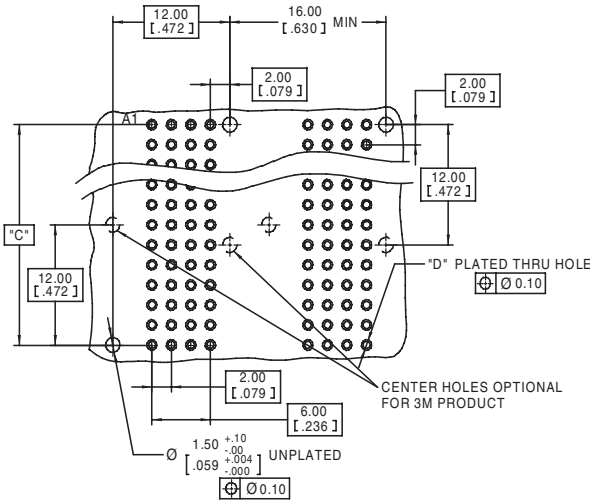 12.00
[.472]
16.00
[.630] MIN
2.00
[.079]
2.00
[.079]
A1
12.00
[.472]
"C"
12.00
[.472]
"D" PLATED THRU HOLE
Ø 0.10
2.00
[.079]
CENTER HOLES OPTIONAL
FOR 3M PRODUCT
6.00
[.236]
Ø 1.50 +.10 -.00
[.059 +.004 -.000] UNPLATED
Ø 0.10